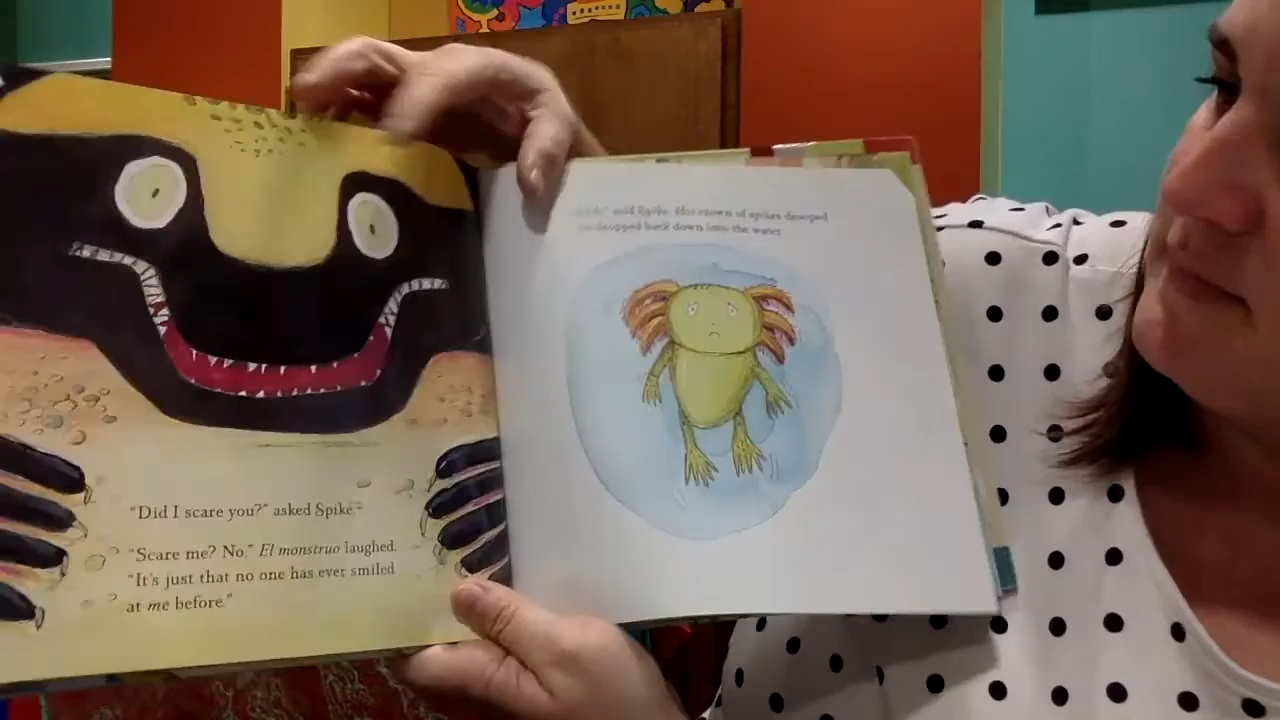 "Did I scare you?" asked Spike.
"Scare me? No." El monstruo laughed.
"It's just that no one has ever smiled
at me before."
said Spike. His crown of spikes drooped
dropped back down into the water.